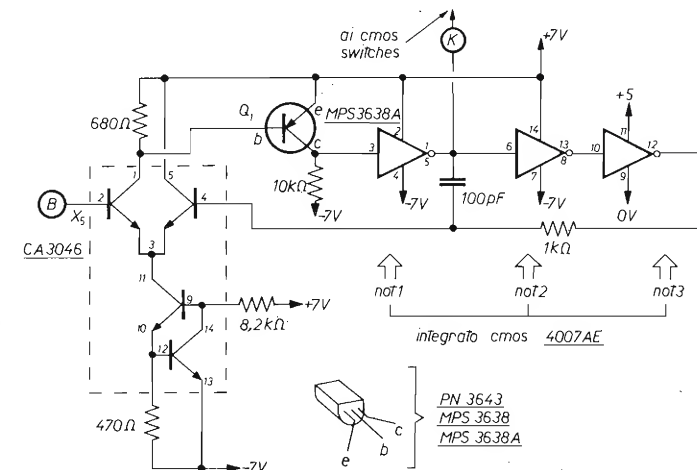 ai cmos
switches
K
+7V
680Ω
Q1
e
MPS3638A
b
c
+5
2
14
11
1
5
3
1
5
6
13
8
10
12
4
7
9
10kΩ
-7V
-7V
100pF
-7V
0V
B
X5
2
4
CA3046
3
1kΩ
11
9
+7V
8,2kΩ
not1
not2
not3
10
14
12
integrato cmos 4007AE
13
470Ω
-7V
PN 3643
MPS 3638
MPS 3638A
c
b
e